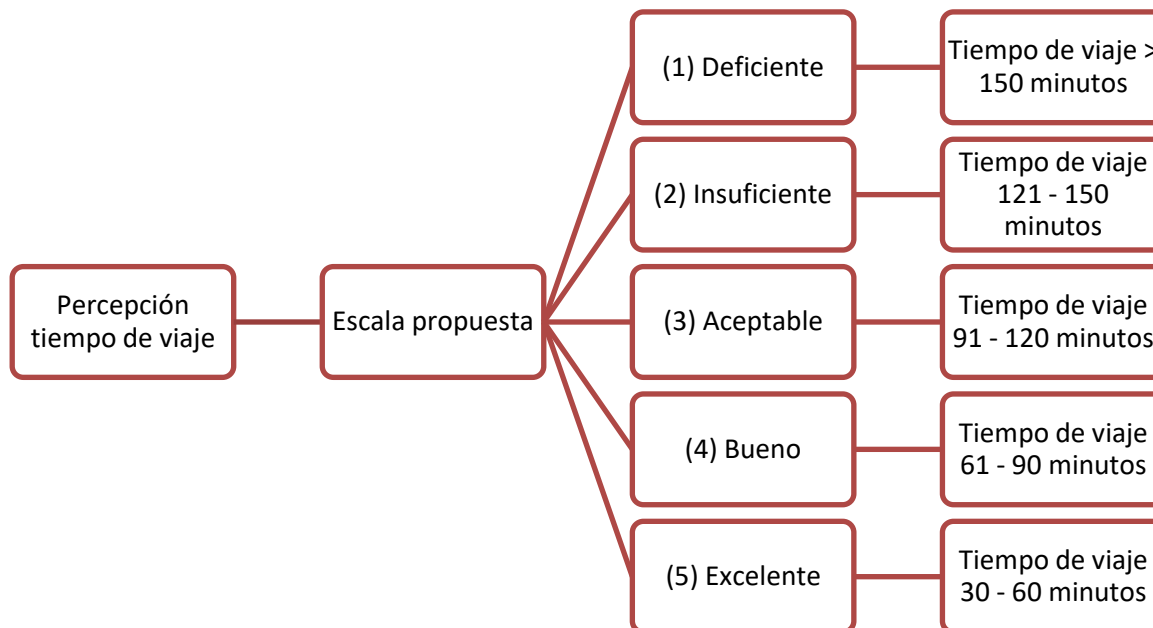 Percepción
tiempo de viaje
Escala propuesta
(1) Deficiente
Tiempo de viaje >
150 minutos
(2) Insuficiente
Tiempo de viaje
121 - 150
minutos
(3) Aceptable
Tiempo de viaje
91 - 120 minutos
(4) Bueno
Tiempo de viaje
61 - 90 minutos
(5) Excelente
Tiempo de viaje
30 - 60 minutos